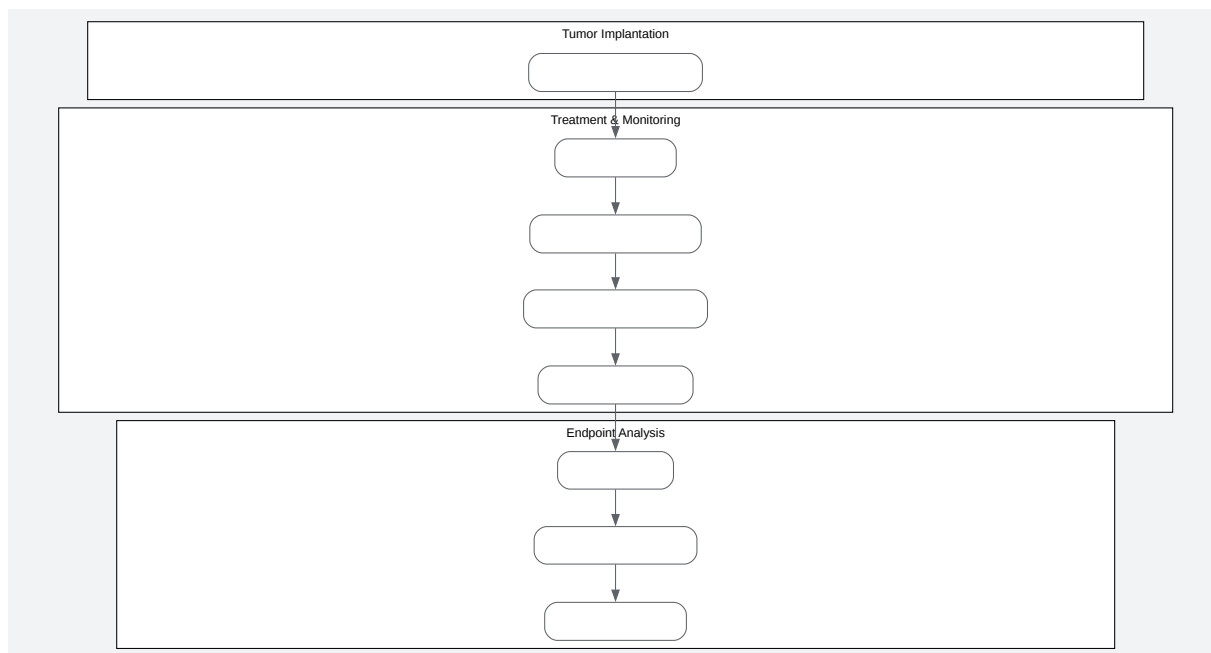 Tumor Implantation
Treatment & Monitoring
Endpoint Analysis